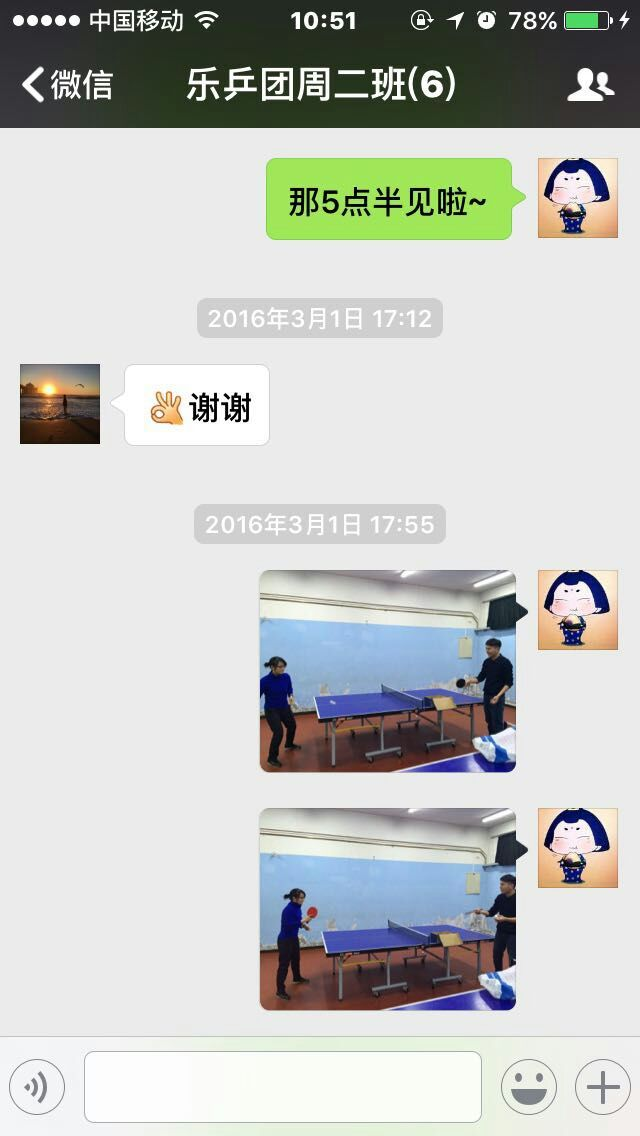 中国移动 10:51 78%
微信 乐乒团周二班(6)
那5点半见啦~
2016年3月1日 17:12
👌谢谢
2016年3月1日 17:55